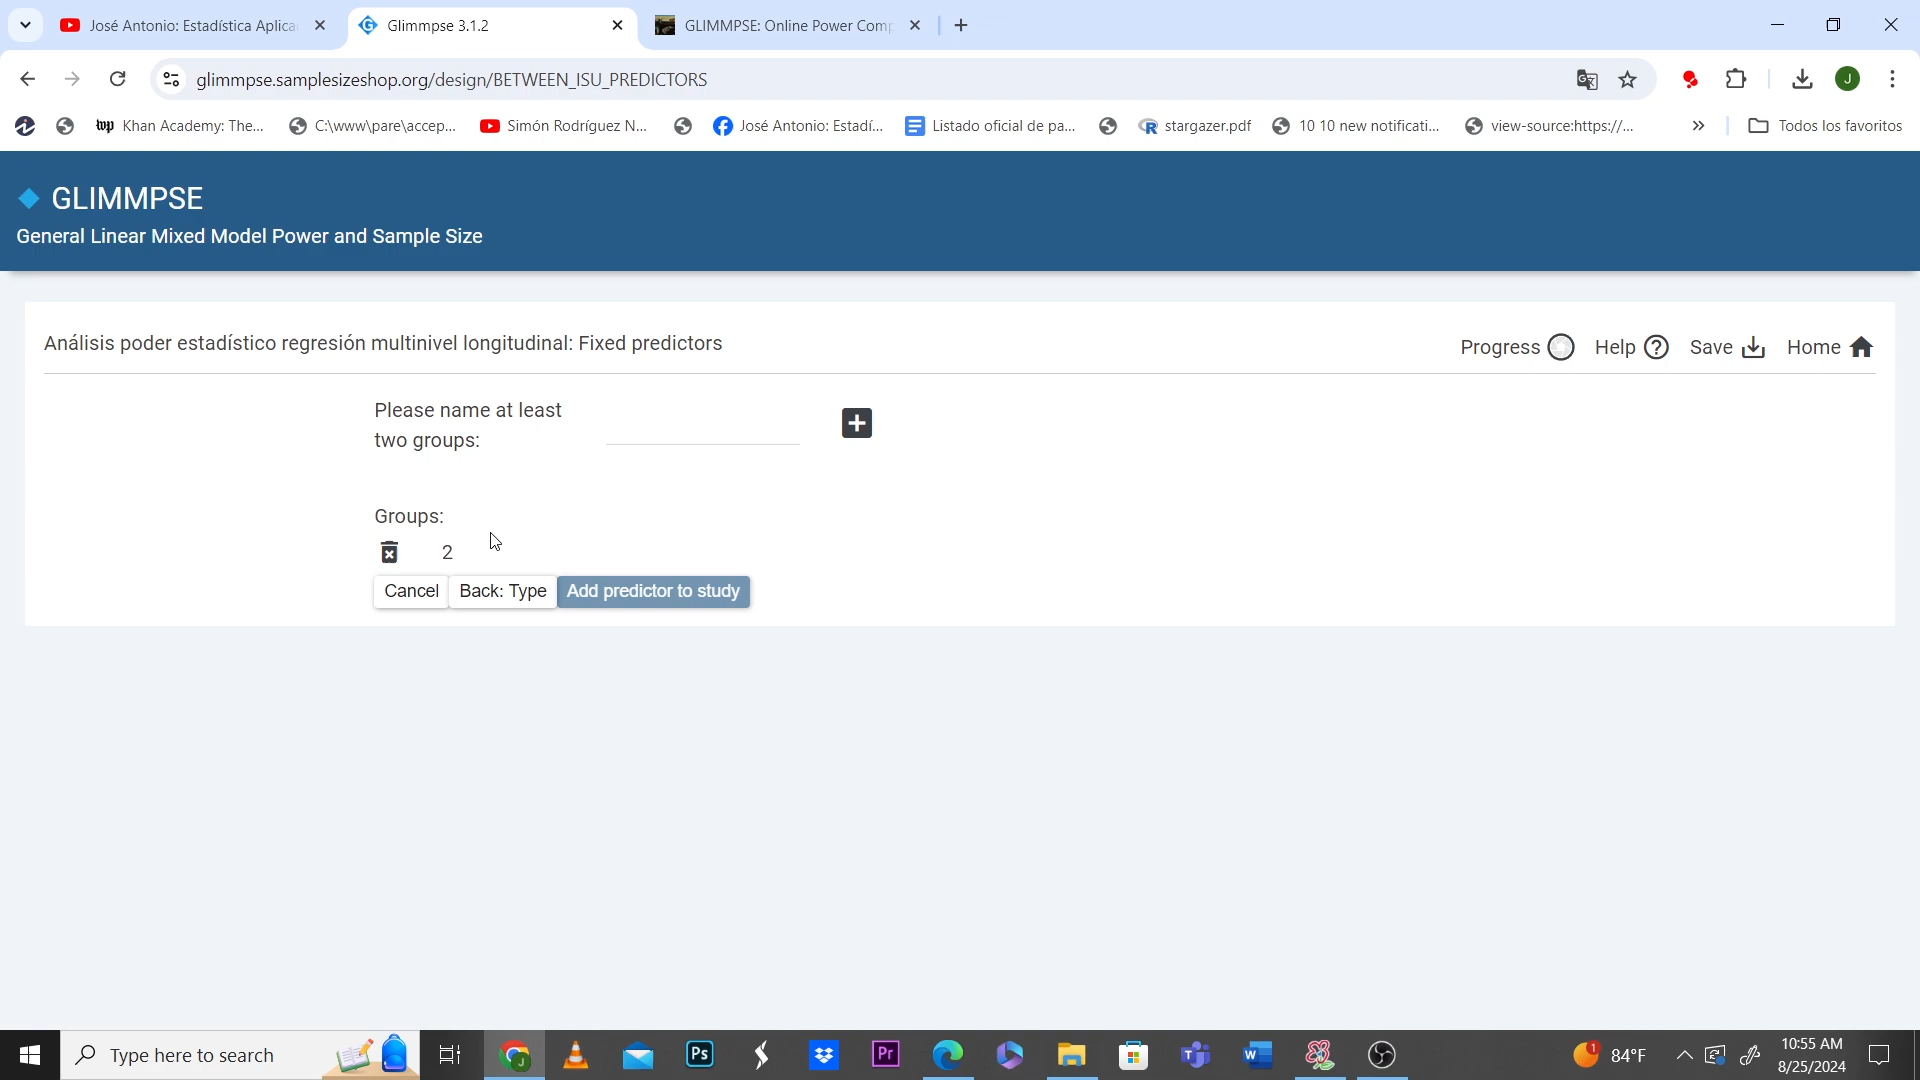 José Antonio: Estadística Aplica
Glimmpse 3.1.2
GLIMMPSE: Online Power Comp
glimmpse.samplesizeshop.org/design/BETWEEN_ISU_PREDICTORS
J
Khan Academy: The...
C:\www\pare\accep...
Simón Rodríguez N...
José Antonio: Estadí...
Listado oficial de pa...
stargazer.pdf
10 10 new notificati...
view-source:https://...
Todos los favoritos
GLIMMPSE
General Linear Mixed Model Power and Sample Size
Análisis poder estadístico regresión multinivel longitudinal: Fixed predictors
Progress
Help
Save
Home
Please name at least
two groups:
Groups:
2
Cancel
Back: Type
Add predictor to study
Type here to search
84°F
10:55 AM
8/25/2024